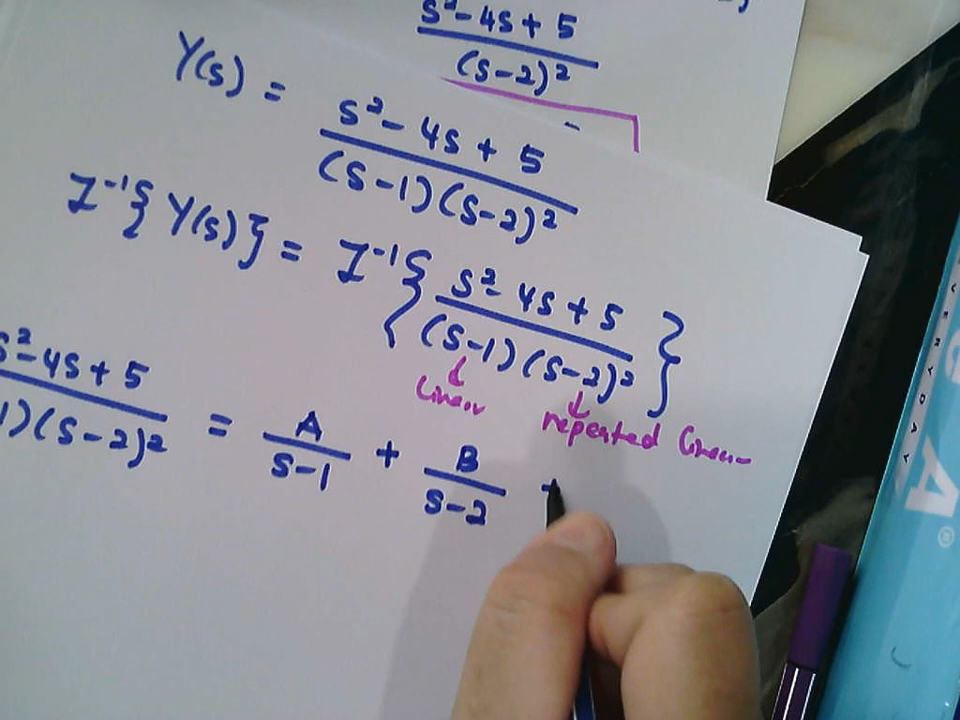 s²-4s+5
(s-2)²
Y(s) = s²-4s+5
(s-1)(s-2)²
L⁻¹{Y(s)} = L⁻¹{ s²-4s+5
(s-1)(s-2)² }
linear
repeated linear
s²-4s+5
1)(s-2)² = A + B +
s-1 s-2
A®